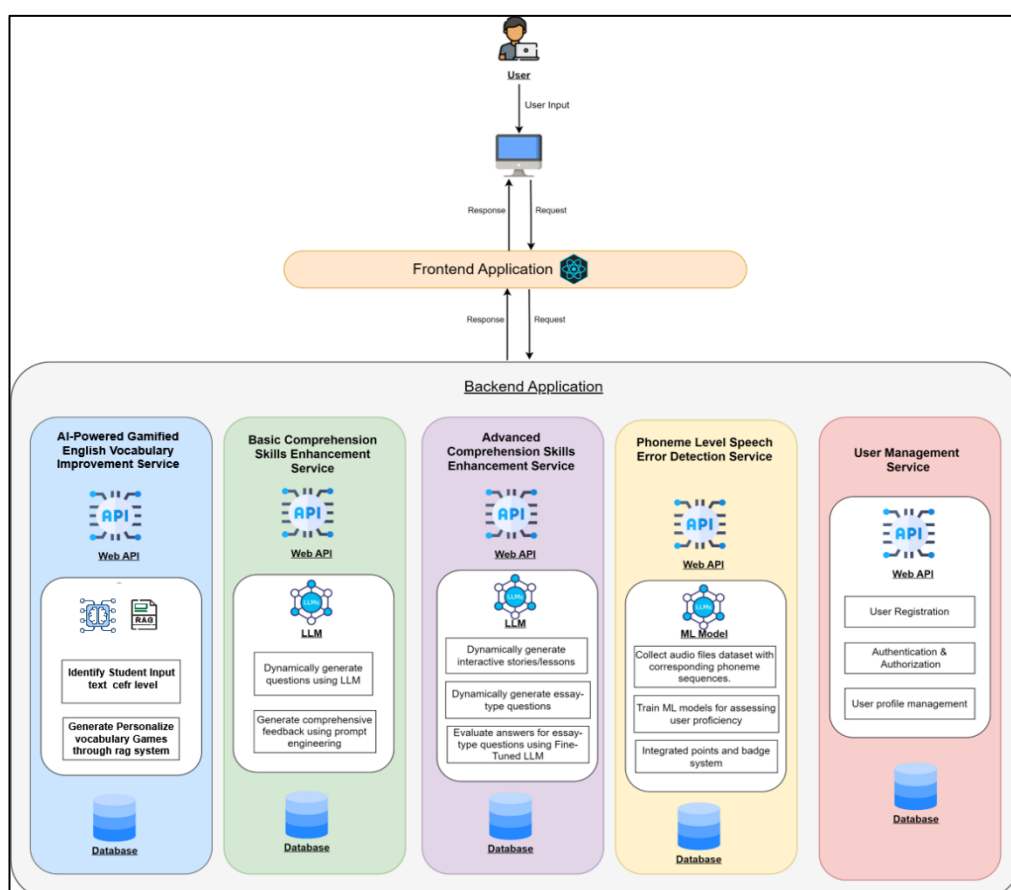 User
User Input
Response
Request
Frontend Application
Response
Request
Backend Application
AI-Powered Gamified
English Vocabulary
Improvement Service
API
Web API
RAG
Identify Student Input
text cefr level
Generate Personalize
vocabulary Games
through rag system
Database
Basic Comprehension
Skills Enhancement
Service
API
Web API
LLMs
LLM
Dynamically generate
questions using LLM
Generate comprehensive
feedback using prompt
engineering
Database
Advanced
Comprehension Skills
Enhancement Service
API
Web API
LLMs
LLM
Dynamically generate
interactive stories/lessons
Dynamically generate essay-
type questions
Evaluate answers for essay-
type questions using Fine-
Tuned LLM
Database
Phoneme Level Speech
Error Detection Service
API
Web API
LLMs
ML Model
Collect audio files dataset with
corresponding phoneme
sequences.
Train ML models for assessing
user proficiency
Integrated points and badge
system
Database
User Management
Service
API
Web API
User Registration
Authentication &
Authorization
User profile management
Database